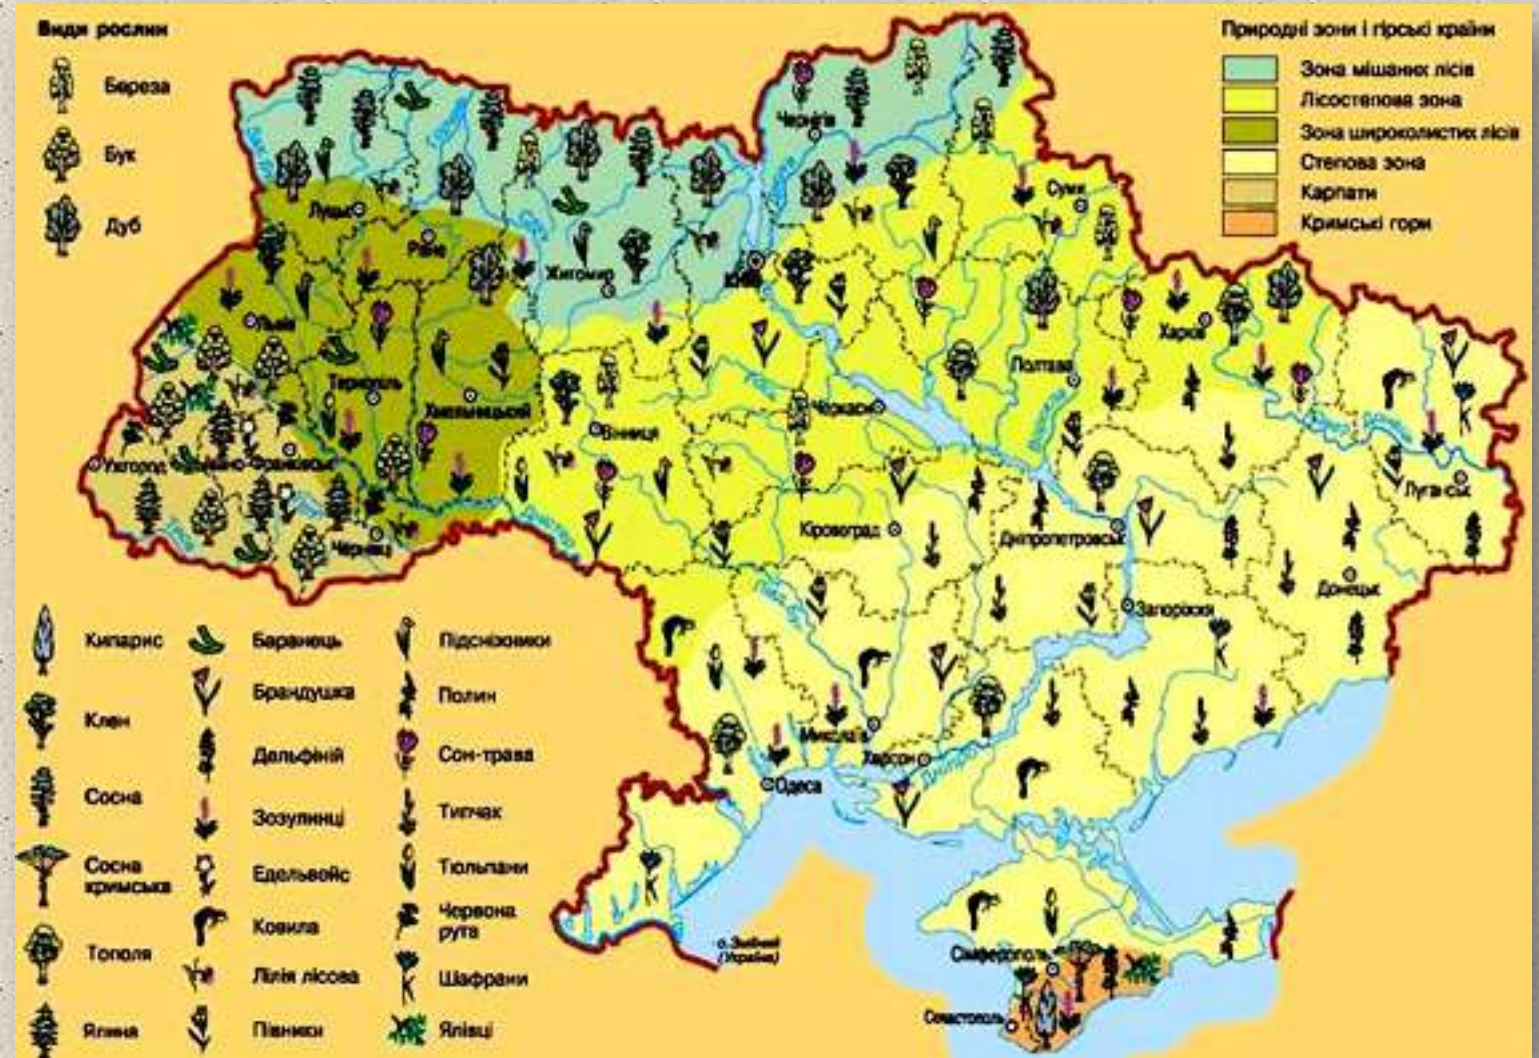 Види рослин
Береза
Бук
Дуб
Природні зони і гірські країни
Зона мішаних лісів
Лісостепова зона
Зона широколистих лісів
Степова зона
Карпати
Кримські гори
Чернігів
Суми
Луцьк
Рівне
Житомир
Київ
Львів
Харків
Тернопіль
Хмельницький
Полтава
Черкаси
Вінниця
Ужгород
Івано-Франківськ
Луганськ
Чернівці
Кіровоград
Дніпропетровськ
Донецьк
Запоріжжя
Миколаїв
Херсон
Дніпро
Одеса
о. Зміїний
(Україна)
Сімферополь
Севастополь
Кипарис
Клен
Сосна
Сосна
кримська
Тополя
Ялина
Баранець
Брандушка
Дельфіній
Зозулинці
Едельвейс
Ковила
Лілія лісова
Півники
Підсніжники
Полин
Сон-трава
Типчак
Тюльпани
Червона
рута
Шафрани
Ялівці